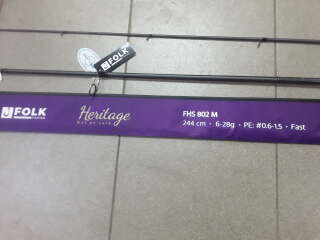 FOLK
FOLK
Heritage
FHS 802 M
244 cm · 6-28g · PE: #0.6-1.5 · Fast